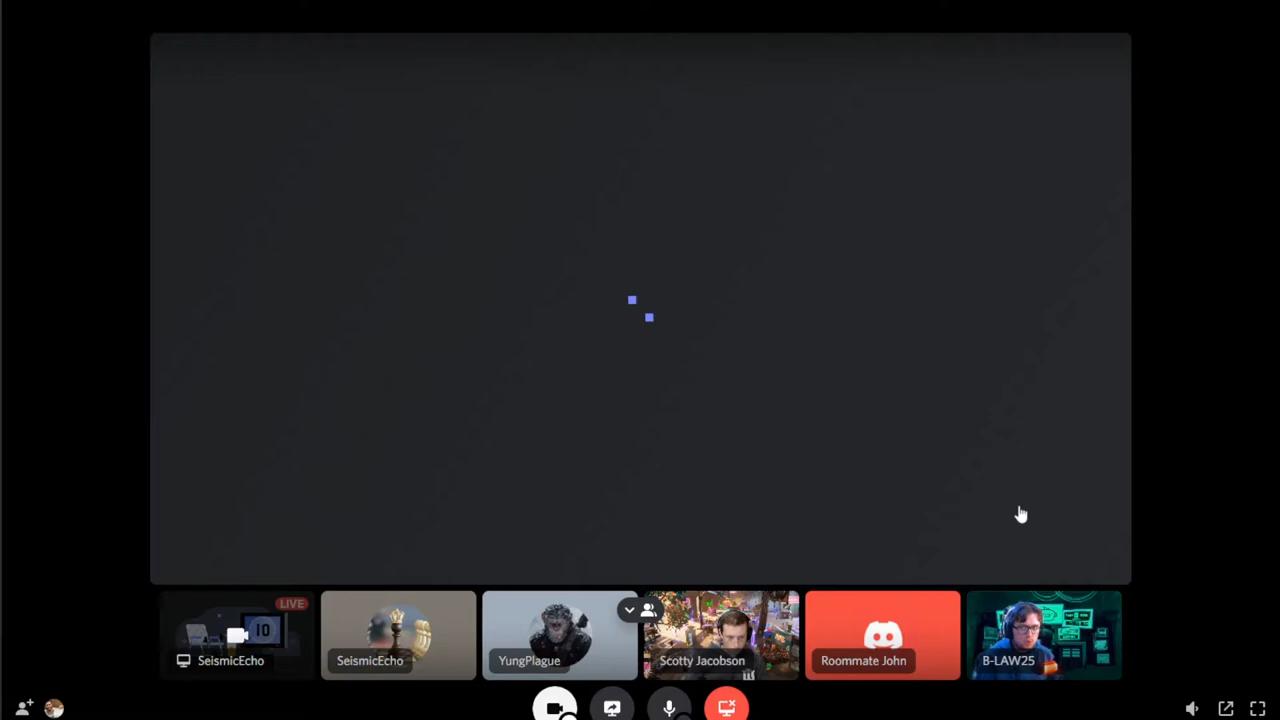 LIVE
10
SeismicEcho
SeismicEcho
YungPlague
Scotty Jacobson
Roommate John
B-LAW25